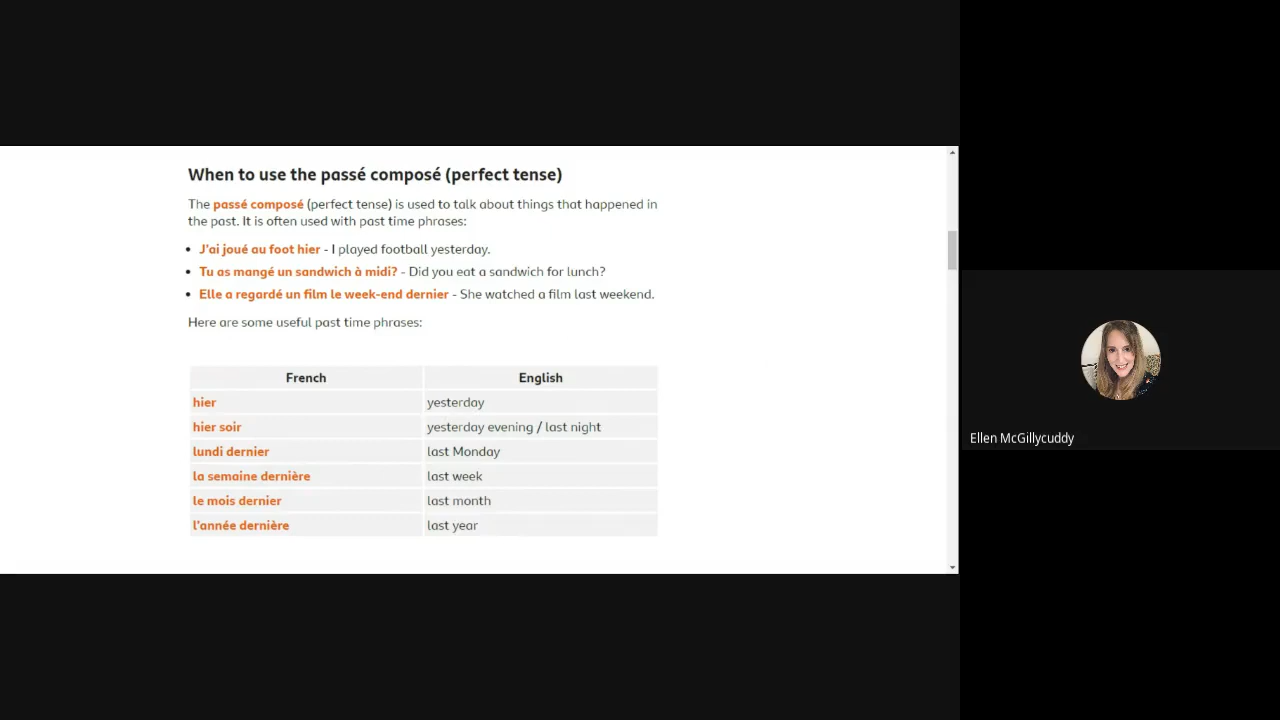 When to use the passé composé (perfect tense)
The passé composé (perfect tense) is used to talk about things that happened in
the past. It is often used with past time phrases:
• J'ai joué au foot hier - I played football yesterday.
• Tu as mangé un sandwich à midi? - Did you eat a sandwich for lunch?
• Elle a regardé un film le week-end dernier - She watched a film last weekend.
Here are some useful past time phrases:
French English
hier yesterday
hier soir yesterday evening / last night
lundi dernier last Monday
la semaine dernière last week
le mois dernier last month
l'année dernière last year
Ellen McGillycuddy